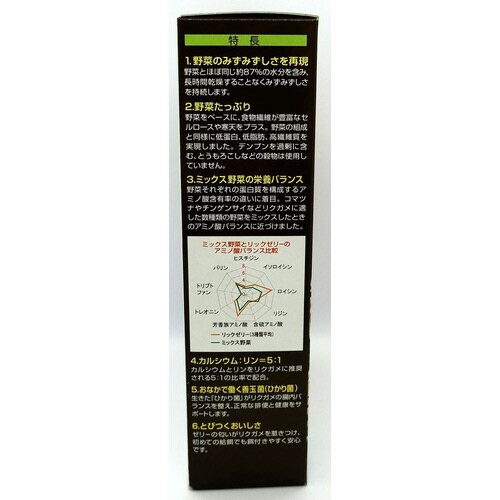 特長
1.野菜のみずみずしさを再現
野菜とほぼ同じ約87%の水分を含み、
長時間乾燥することなくみずみずしさ
を持続します。
2.野菜たっぷり
野菜をベースに、食物繊維が豊富なセ
ルロースや寒天をプラス。野菜の組成
と同様に低蛋白、低脂肪、高繊維質を
実現しました。デンプンを過剰に含
む、とうもろこしなどの穀物は使用し
ていません。
3.ミックス野菜の栄養バランス
野菜それぞれの蛋白質を構成するア
ミノ酸含有率の違いに着目。コマツ
ナやチンゲンサイなどリクガメに適
した数種類の野菜をミックスしたとき
のアミノ酸バランスに近づけました。
ミックス野菜とリックゼリーの
アミノ酸バランス比較
ヒスチジン
バリン
イソロイシン
トリプト
ファン
ロイシン
トレオニン
リジン
芳香族アミノ酸
含硫アミノ酸
リックゼリー(3種類平均)
ミックス野菜
4.カルシウム:リン=5:1
カルシウムとリンをリクガメに推奨
される5:1の比率で配合。
5.おなかで働く善玉菌(ひかり菌)
生きた「ひかり菌」がリクガメの腸内バ
ランスを整え、正常な排便と健康をサ
ポートします。
6.とびつくおいしさ
ゼリーの匂いがリクガメを惹きつけ、
初めての給餌でも餌付きやすく安心
です。